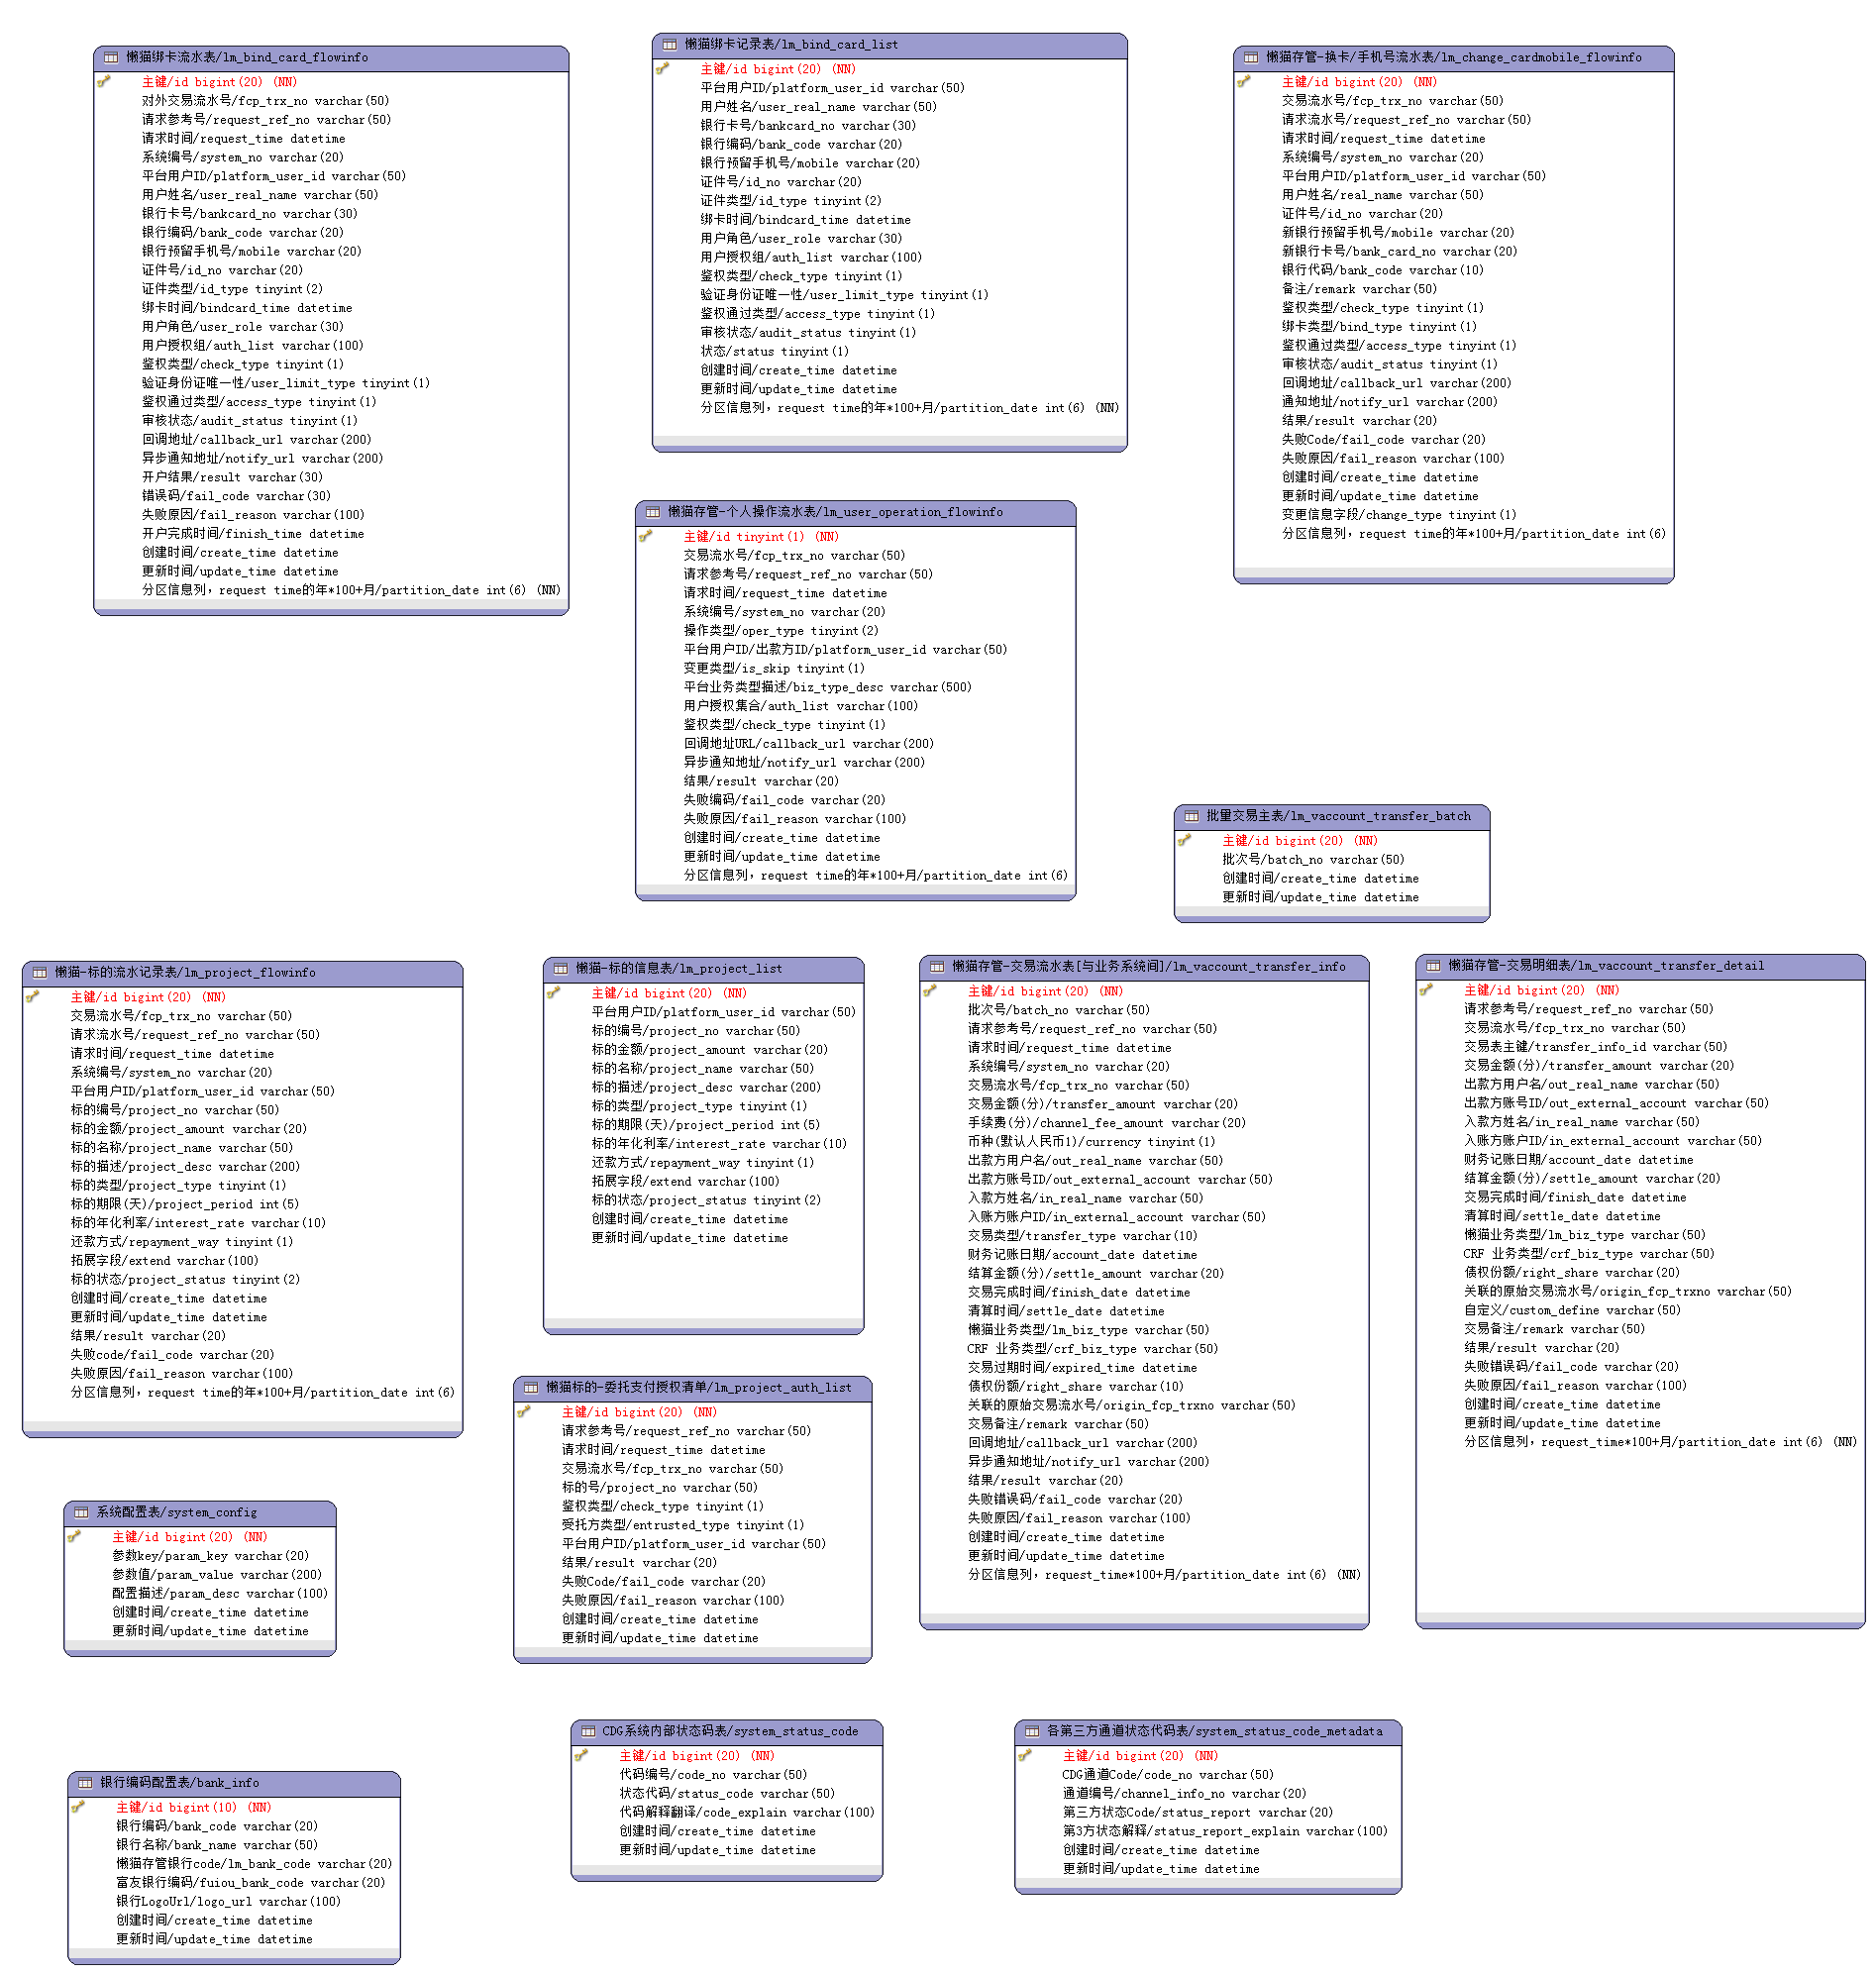 懒猫绑卡流水表/lm_bind_card_flowinfo
主键/id bigint(20) (NN)
对外交易流水号/fcp_trx_no varchar(50)
请求参考号/request_ref_no varchar(50)
请求时间/request_time datetime
系统编号/system_no varchar(20)
平台用户ID/platform_user_id varchar(50)
用户姓名/user_real_name varchar(50)
银行卡号/bankcard_no varchar(30)
银行编码/bank_code varchar(20)
银行预留手机号/mobile varchar(20)
证件号/id_no varchar(20)
证件类型/id_type tinyint(2)
绑卡时间/bindcard_time datetime
用户角色/user_role varchar(30)
用户授权组/auth_list varchar(100)
鉴权类型/check_type tinyint(1)
验证身份证唯一性/user_limit_type tinyint(1)
鉴权通过类型/access_type tinyint(1)
审核状态/audit_status tinyint(1)
回调地址/callback_url varchar(200)
异步通知地址/notify_url varchar(200)
开户结果/result varchar(30)
错误码/fail_code varchar(30)
失败原因/fail_reason varchar(100)
开户完成时间/finish_time datetime
创建时间/create_time datetime
更新时间/update_time datetime
分区信息列，request time的年*100+月/partition_date int(6) (NN)
懒猫绑卡记录表/lm_bind_card_list
主键/id bigint(20) (NN)
平台用户ID/platform_user_id varchar(50)
用户姓名/user_real_name varchar(50)
银行卡号/bankcard_no varchar(30)
银行编码/bank_code varchar(20)
银行预留手机号/mobile varchar(20)
证件号/id_no varchar(20)
证件类型/id_type tinyint(2)
绑卡时间/bindcard_time datetime
用户角色/user_role varchar(30)
用户授权组/auth_list varchar(100)
鉴权类型/check_type tinyint(1)
验证身份证唯一性/user_limit_type tinyint(1)
鉴权通过类型/access_type tinyint(1)
审核状态/audit_status tinyint(1)
状态/status tinyint(1)
创建时间/create_time datetime
更新时间/update_time datetime
分区信息列，request time的年*100+月/partition_date int(6) (NN)
懒猫存管-换卡/手机号流水表/lm_change_cardmobile_flowinfo
主键/id bigint(20) (NN)
交易流水号/fcp_trx_no varchar(50)
请求流水号/request_ref_no varchar(50)
请求时间/request_time datetime
系统编号/system_no varchar(20)
平台用户ID/platform_user_id varchar(50)
用户姓名/real_name varchar(50)
证件号/id_no varchar(20)
新银行预留手机号/mobile varchar(20)
新银行卡号/bank_card_no varchar(20)
银行代码/bank_code varchar(10)
备注/remark varchar(50)
鉴权类型/check_type tinyint(1)
绑卡类型/bind_type tinyint(1)
鉴权通过类型/access_type tinyint(1)
审核状态/audit_status tinyint(1)
回调地址/callback_url varchar(200)
通知地址/notify_url varchar(200)
结果/result varchar(20)
失败Code/fail_code varchar(20)
失败原因/fail_reason varchar(100)
创建时间/create_time datetime
更新时间/update_time datetime
变更信息字段/change_type tinyint(1)
分区信息列，request time的年*100+月/partition_date int(6)
懒猫存管-个人操作流水表/lm_user_operation_flowinfo
主键/id tinyint(1) (NN)
交易流水号/fcp_trx_no varchar(50)
请求参考号/request_ref_no varchar(50)
请求时间/request_time datetime
系统编号/system_no varchar(20)
操作类型/oper_type tinyint(2)
平台用户ID/出款方ID/platform_user_id varchar(50)
变更类型/is_skip tinyint(1)
平台业务类型描述/biz_type_desc varchar(500)
用户授权集合/auth_list varchar(100)
鉴权类型/check_type tinyint(1)
回调地址URL/callback_url varchar(200)
异步通知地址/notify_url varchar(200)
结果/result varchar(20)
失败编码/fail_code varchar(20)
失败原因/fail_reason varchar(100)
创建时间/create_time datetime
更新时间/update_time datetime
分区信息列，request time的年*100+月/partition_date int(6)
批量交易主表/lm_vaccount_transfer_batch
主键/id bigint(20) (NN)
批次号/batch_no varchar(50)
创建时间/create_time datetime
更新时间/update_time datetime
懒猫-标的流水记录表/lm_project_flowinfo
主键/id bigint(20) (NN)
交易流水号/fcp_trx_no varchar(50)
请求流水号/request_ref_no varchar(50)
请求时间/request_time datetime
系统编号/system_no varchar(20)
平台用户ID/platform_user_id varchar(50)
标的编号/project_no varchar(50)
标的金额/project_amount varchar(20)
标的名称/project_name varchar(50)
标的描述/project_desc varchar(200)
标的类型/project_type tinyint(1)
标的期限(天)/project_period int(5)
标的年化利率/interest_rate varchar(10)
还款方式/repayment_way tinyint(1)
拓展字段/extend varchar(100)
标的状态/project_status tinyint(2)
创建时间/create_time datetime
更新时间/update_time datetime
结果/result varchar(20)
失败code/fail_code varchar(20)
失败原因/fail_reason varchar(100)
分区信息列，request time的年*100+月/partition_date int(6)
懒猫-标的信息表/lm_project_list
主键/id bigint(20) (NN)
平台用户ID/platform_user_id varchar(50)
标的编号/project_no varchar(50)
标的金额/project_amount varchar(20)
标的名称/project_name varchar(50)
标的描述/project_desc varchar(200)
标的类型/project_type tinyint(1)
标的期限(天)/project_period int(5)
标的年化利率/interest_rate varchar(10)
还款方式/repayment_way tinyint(1)
拓展字段/extend varchar(100)
标的状态/project_status tinyint(2)
创建时间/create_time datetime
更新时间/update_time datetime
懒猫存管-交易流水表[与业务系统间]/lm_vaccount_transfer_info
主键/id bigint(20) (NN)
批次号/batch_no varchar(50)
请求参考号/request_ref_no varchar(50)
请求时间/request_time datetime
系统编号/system_no varchar(20)
交易流水号/fcp_trx_no varchar(50)
交易金额(分)/transfer_amount varchar(20)
手续费(分)/channel_fee_amount varchar(20)
币种(默认人民币1)/currency tinyint(1)
出款方用户名/out_real_name varchar(50)
出款方账号ID/out_external_account varchar(50)
入款方姓名/in_real_name varchar(50)
入账方账户ID/in_external_account varchar(50)
交易类型/transfer_type varchar(10)
财务记账日期/account_date datetime
结算金额(分)/settle_amount varchar(20)
交易完成时间/finish_date datetime
清算时间/settle_date datetime
懒猫业务类型/lm_biz_type varchar(50)
CRF 业务类型/crf_biz_type varchar(50)
交易过期时间/expired_time datetime
债权份额/right_share varchar(10)
关联的原始交易流水号/origin_fcp_trxno varchar(50)
交易备注/remark varchar(50)
回调地址/callback_url varchar(200)
异步通知地址/notify_url varchar(200)
结果/result varchar(20)
失败错误码/fail_code varchar(20)
失败原因/fail_reason varchar(100)
创建时间/create_time datetime
更新时间/update_time datetime
分区信息列，request_time*100+月/partition_date int(6) (NN)
懒猫存管-交易明细表/lm_vaccount_transfer_detail
主键/id bigint(20) (NN)
请求参考号/request_ref_no varchar(50)
交易流水号/fcp_trx_no varchar(50)
交易表主键/transfer_info_id varchar(50)
交易金额(分)/transfer_amount varchar(20)
出款方用户名/out_real_name varchar(50)
出款方账号ID/out_external_account varchar(50)
入款方姓名/in_real_name varchar(50)
入账方账户ID/in_external_account varchar(50)
财务记账日期/account_date datetime
结算金额(分)/settle_amount varchar(20)
交易完成时间/finish_date datetime
清算时间/settle_date datetime
懒猫业务类型/lm_biz_type varchar(50)
CRF 业务类型/crf_biz_type varchar(50)
债权份额/right_share varchar(20)
关联的原始交易流水号/origin_fcp_trxno varchar(50)
自定义/custom_define varchar(50)
交易备注/remark varchar(50)
结果/result varchar(20)
失败错误码/fail_code varchar(20)
失败原因/fail_reason varchar(100)
创建时间/create_time datetime
更新时间/update_time datetime
分区信息列，request_time*100+月/partition_date int(6) (NN)
懒猫标的-委托支付授权清单/lm_project_auth_list
主键/id bigint(20) (NN)
请求参考号/request_ref_no varchar(50)
请求时间/request_time datetime
交易流水号/fcp_trx_no varchar(50)
标的号/project_no varchar(50)
鉴权类型/check_type tinyint(1)
受托方类型/entrusted_type tinyint(1)
平台用户ID/platform_user_id varchar(50)
结果/result varchar(20)
失败Code/fail_code varchar(20)
失败原因/fail_reason varchar(100)
创建时间/create_time datetime
更新时间/update_time datetime
系统配置表/system_config
主键/id bigint(20) (NN)
参数key/param_key varchar(20)
参数值/param_value varchar(200)
配置描述/param_desc varchar(100)
创建时间/create_time datetime
更新时间/update_time datetime
CDG系统内部状态码表/system_status_code
主键/id bigint(20) (NN)
代码编号/code_no varchar(50)
状态代码/status_code varchar(50)
代码解释翻译/code_explain varchar(100)
创建时间/create_time datetime
更新时间/update_time datetime
各第三方通道状态代码表/system_status_code_metadata
主键/id bigint(20) (NN)
CDG通道Code/code_no varchar(50)
通道编号/channel_info_no varchar(20)
第三方状态Code/status_report varchar(20)
第3方状态解释/status_report_explain varchar(100)
创建时间/create_time datetime
更新时间/update_time datetime
银行编码配置表/bank_info
主键/id bigint(10) (NN)
银行编码/bank_code varchar(20)
银行名称/bank_name varchar(50)
懒猫存管银行code/lm_bank_code varchar(20)
富友银行编码/fuiou_bank_code varchar(20)
银行LogoUrl/logo_url varchar(100)
创建时间/create_time datetime
更新时间/update_time datetime